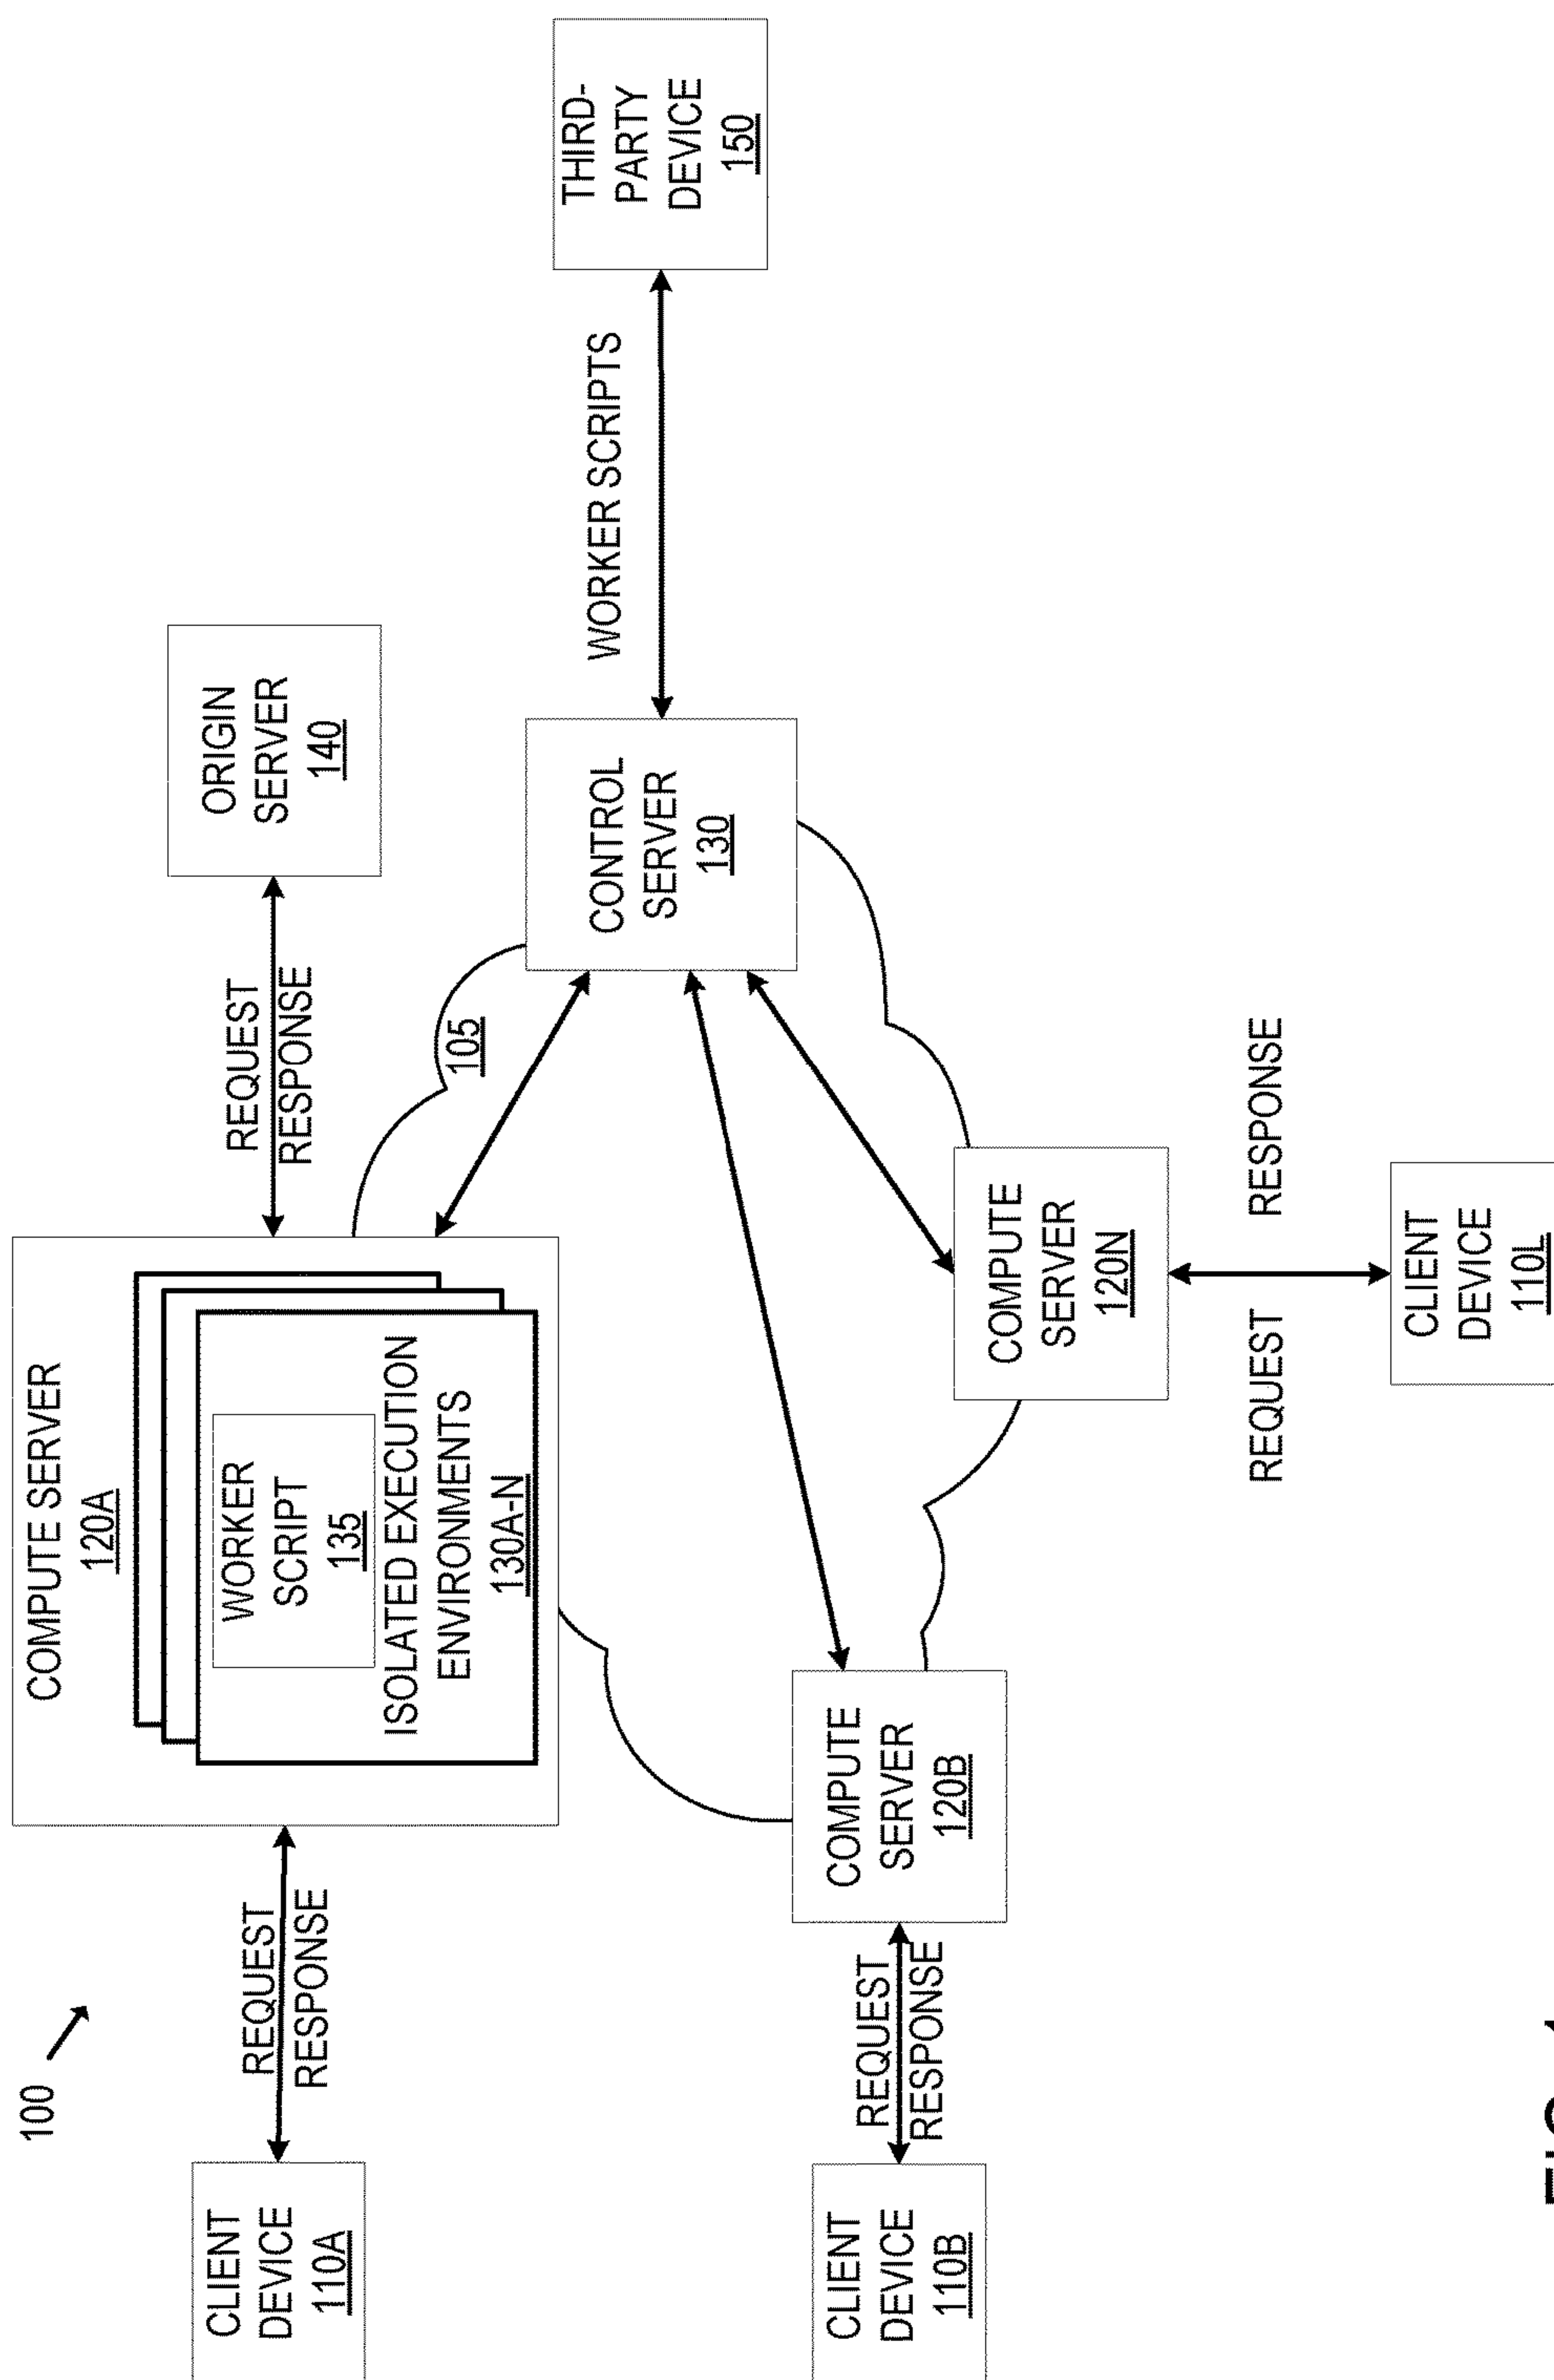 100
CLIENT
DEVICE
110A
REQUEST
RESPONSE
COMPUTE SERVER
120A
WORKER
SCRIPT
135
ISOLATED EXECUTION
ENVIRONMENTS
130A-N
REQUEST
RESPONSE
ORIGIN
SERVER
140
105
CONTROL
SERVER
130
WORKER SCRIPTS
THIRD-
PARTY
DEVICE
150
CLIENT
DEVICE
110B
REQUEST
RESPONSE
COMPUTE
SERVER
120B
COMPUTE
SERVER
120N
REQUEST
RESPONSE
CLIENT
DEVICE
110L